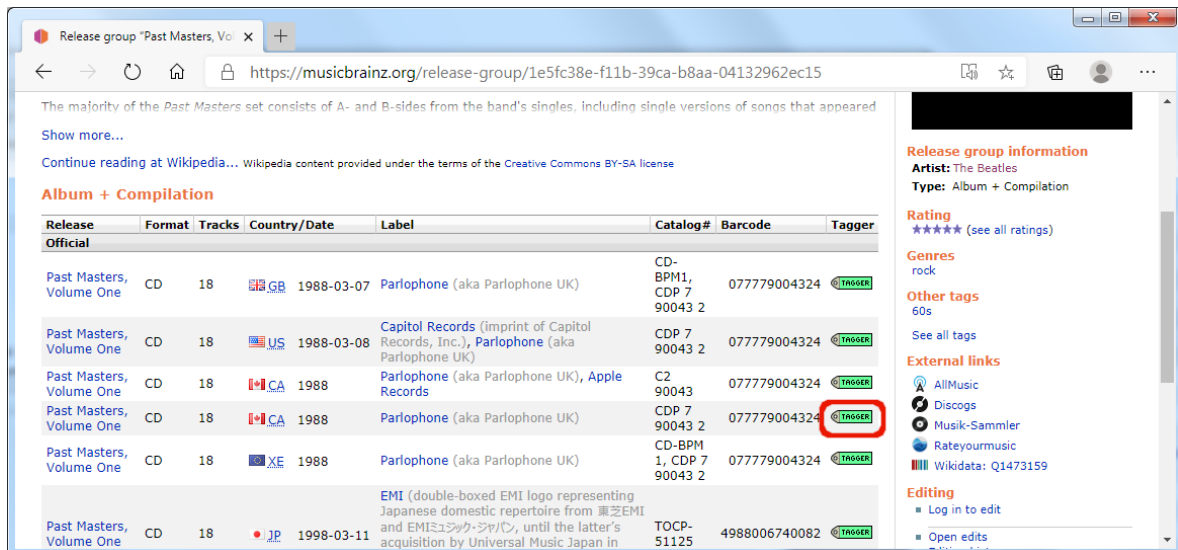 Release group "Past Masters, Vol
https://musicbrainz.org/release-group/1e5fc38e-f11b-39ca-b8aa-04132962ec15
The majority of the Past Masters set consists of A- and B-sides from the band's singles, including single versions of songs that appeared
Show more...
Continue reading at Wikipedia... Wikipedia content provided under the terms of the Creative Commons BY-SA license
Album + Compilation
Release Format Tracks Country/Date Label Catalog# Barcode Tagger
Official
Past Masters, Volume One CD 18 GB 1988-03-07 Parlophone (aka Parlophone UK) CD-BPM1, CDP 7 90043 2 077779004324 TAGGER
Past Masters, Volume One CD 18 US 1988-03-08 Capitol Records (imprint of Capitol Records, Inc.), Parlophone (aka Parlophone UK) CDP 7 90043 2 077779004324 TAGGER
Past Masters, Volume One CD 18 CA 1988 Parlophone (aka Parlophone UK), Apple Records C2 90043 077779004324 TAGGER
Past Masters, Volume One CD 18 CA 1988 Parlophone (aka Parlophone UK) CDP 7 90043 2 077779004324 TAGGER
Past Masters, Volume One CD 18 XE 1988 Parlophone (aka Parlophone UK) CD-BPM 1, CDP 7 90043 2 077779004324 TAGGER
Past Masters, Volume One CD 18 JP 1998-03-11 EMI (double-boxed EMI logo representing Japanese domestic repertoire from 東芝EMI and EMIミュージック・ジャパン, until the latter's acquisition by Universal Music Japan in TOCP-51125 4988006740082 TAGGER
Release group information
Artist: The Beatles
Type: Album + Compilation
Rating
★★★★★ (see all ratings)
Genres
rock
Other tags
60s
See all tags
External links
AllMusic
Discogs
Musik-Sammler
Rateyourmusic
Wikidata: Q1473159
Editing
Log in to edit
Open edits